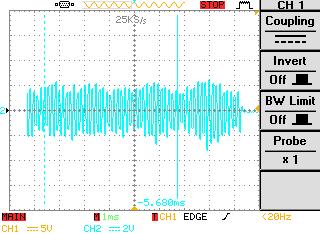 STOP CH 1
25KS/s
Coupling
Invert
Off
BW Limit
Off
Probe
x 1
2
-5.680ms
MAIN M 1ms T CH1 EDGE <20Hz
CH1 = 5V CH2 = 2V